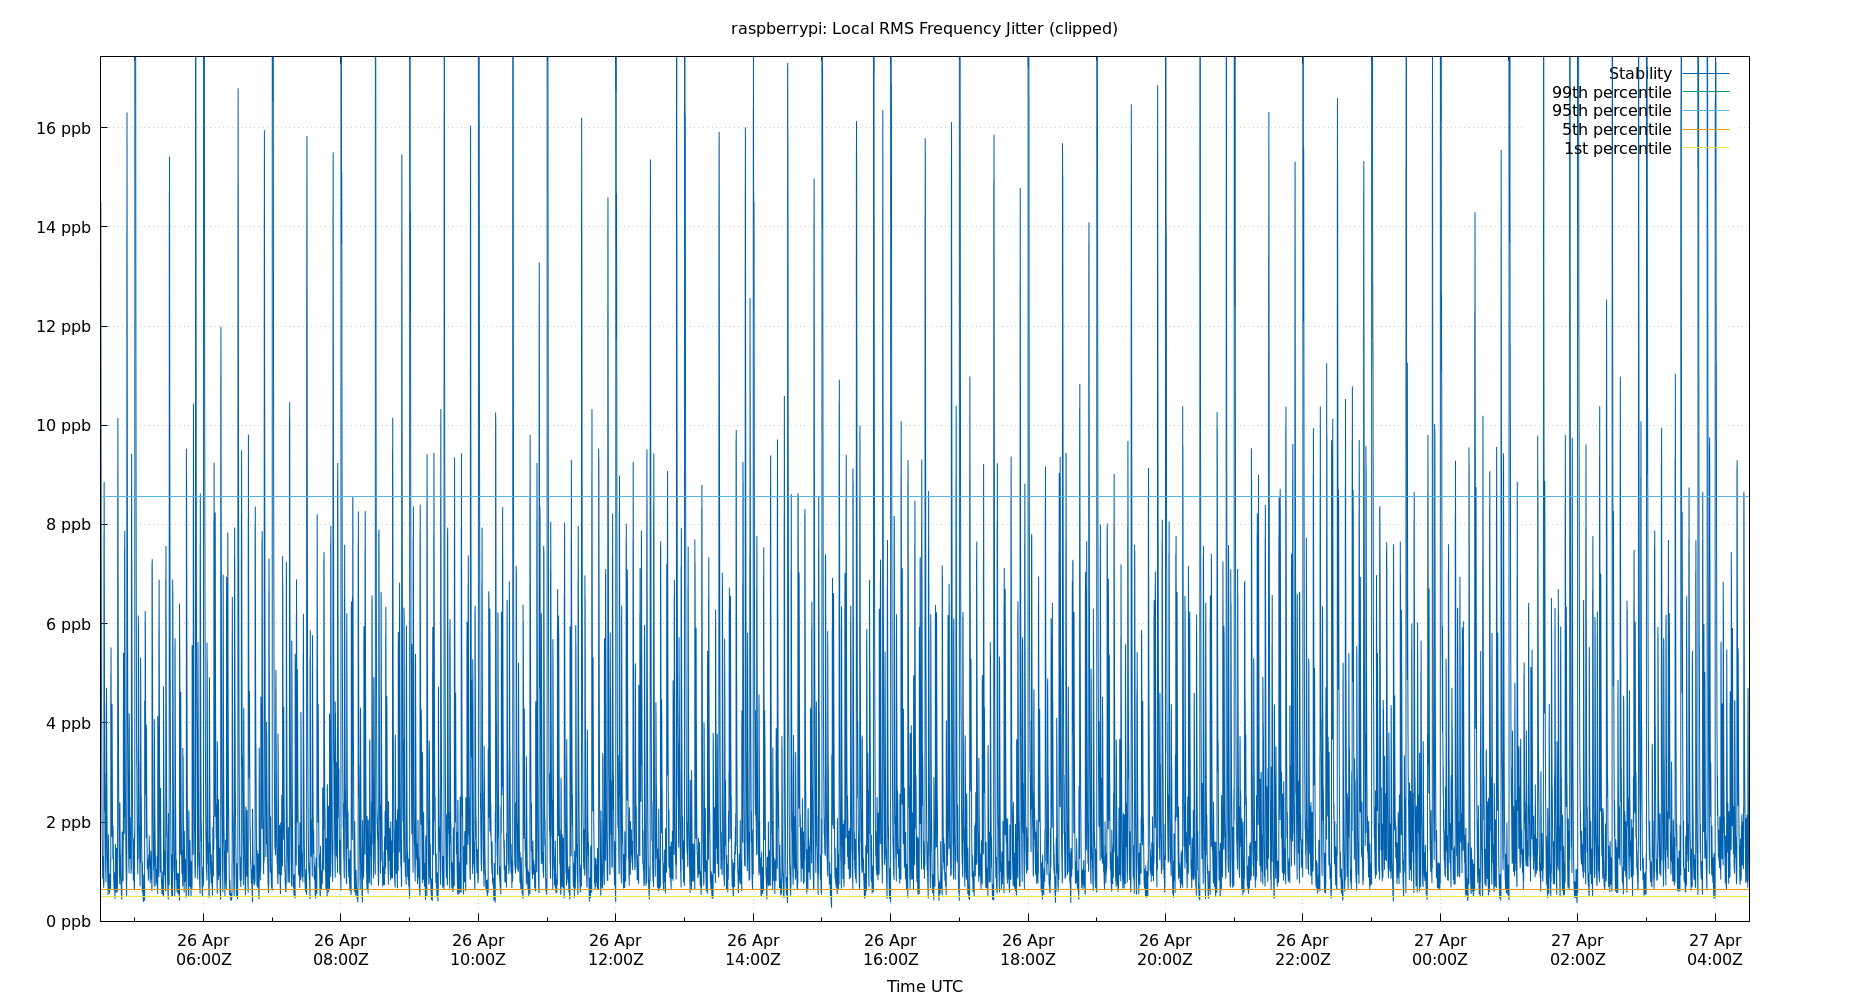 raspberrypi: Local RMS Frequency Jitter (clipped)
Stability
99th percentile
95th percentile
5th percentile
1st percentile
16 ppb
14 ppb
12 ppb
10 ppb
8 ppb
6 ppb
4 ppb
2 ppb
0 ppb
26 Apr 26 Apr 26 Apr 26 Apr 26 Apr 26 Apr 26 Apr 26 Apr 26 Apr 27 Apr 27 Apr 27 Apr
06:00Z 08:00Z 10:00Z 12:00Z 14:00Z 16:00Z 18:00Z 20:00Z 22:00Z 00:00Z 02:00Z 04:00Z
Time UTC